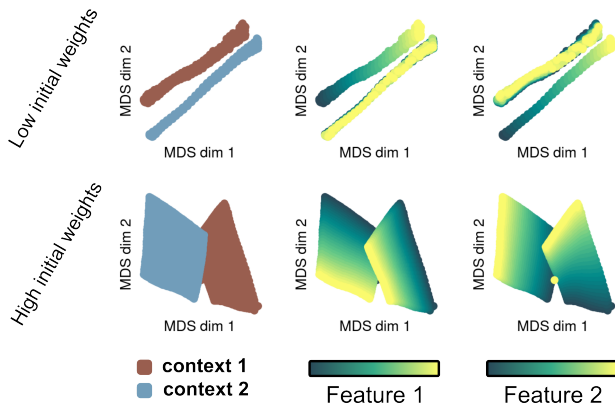 Low initial weights
MDS dim 2
MDS dim 2
MDS dim 2
MDS dim 1
MDS dim 1
MDS dim 1
High initial weights
MDS dim 2
MDS dim 2
MDS dim 2
MDS dim 1
MDS dim 1
MDS dim 1
context 1
context 2
Feature 1
Feature 2